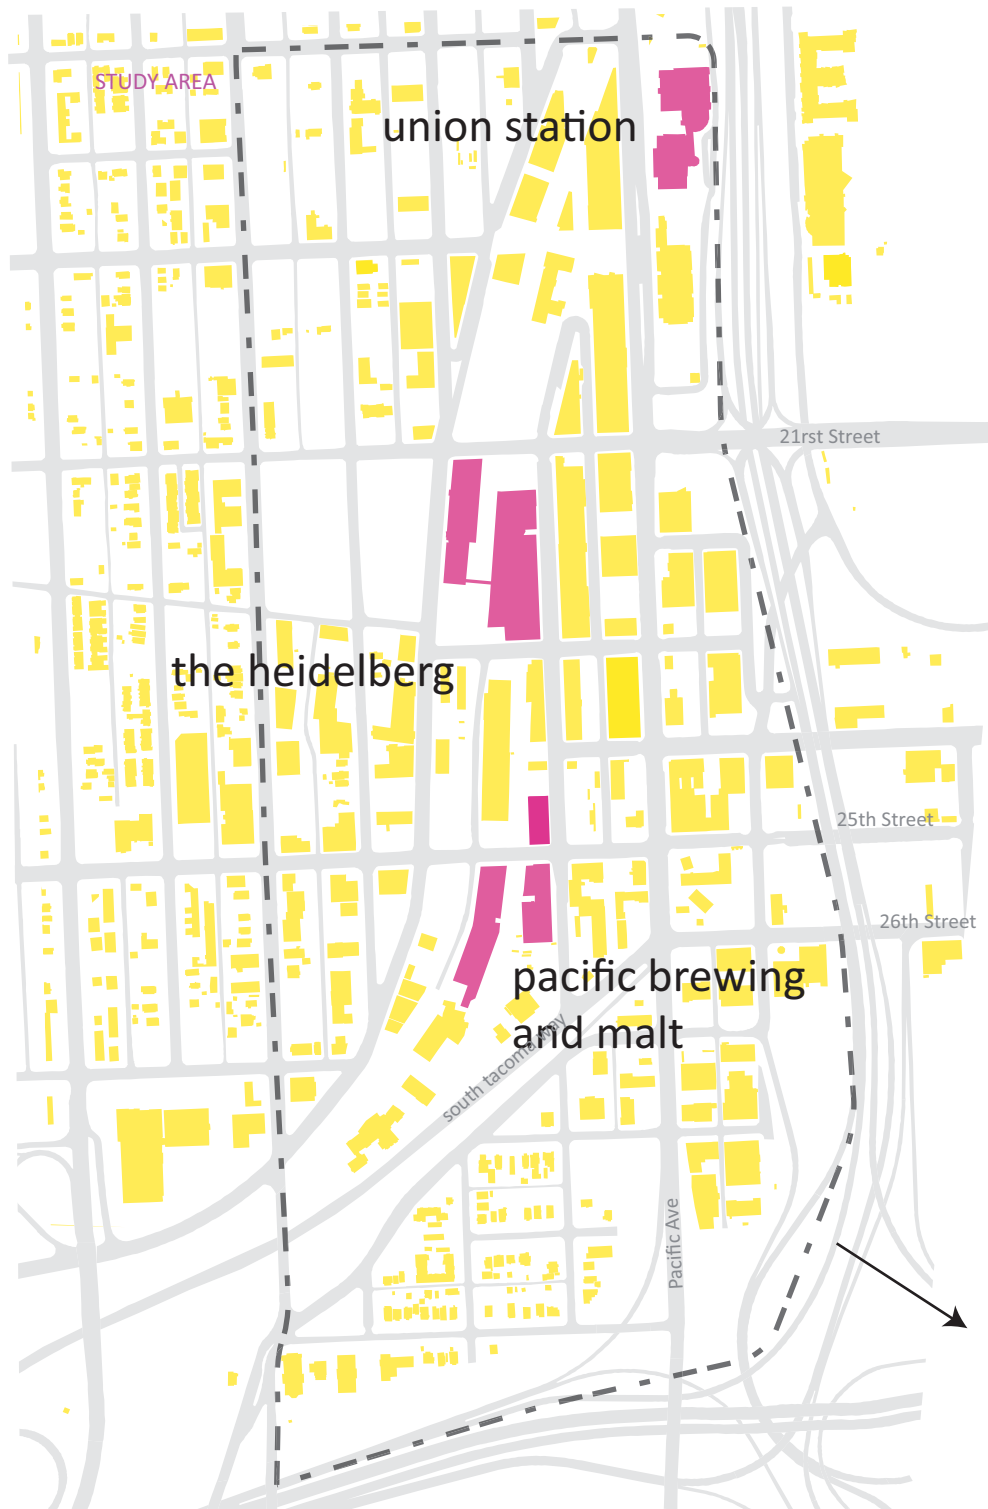 STUDY AREA
union station
21rst Street
the heidelberg
25th Street
26th Street
pacific brewing
and malt
south tacoma way
Pacific Ave